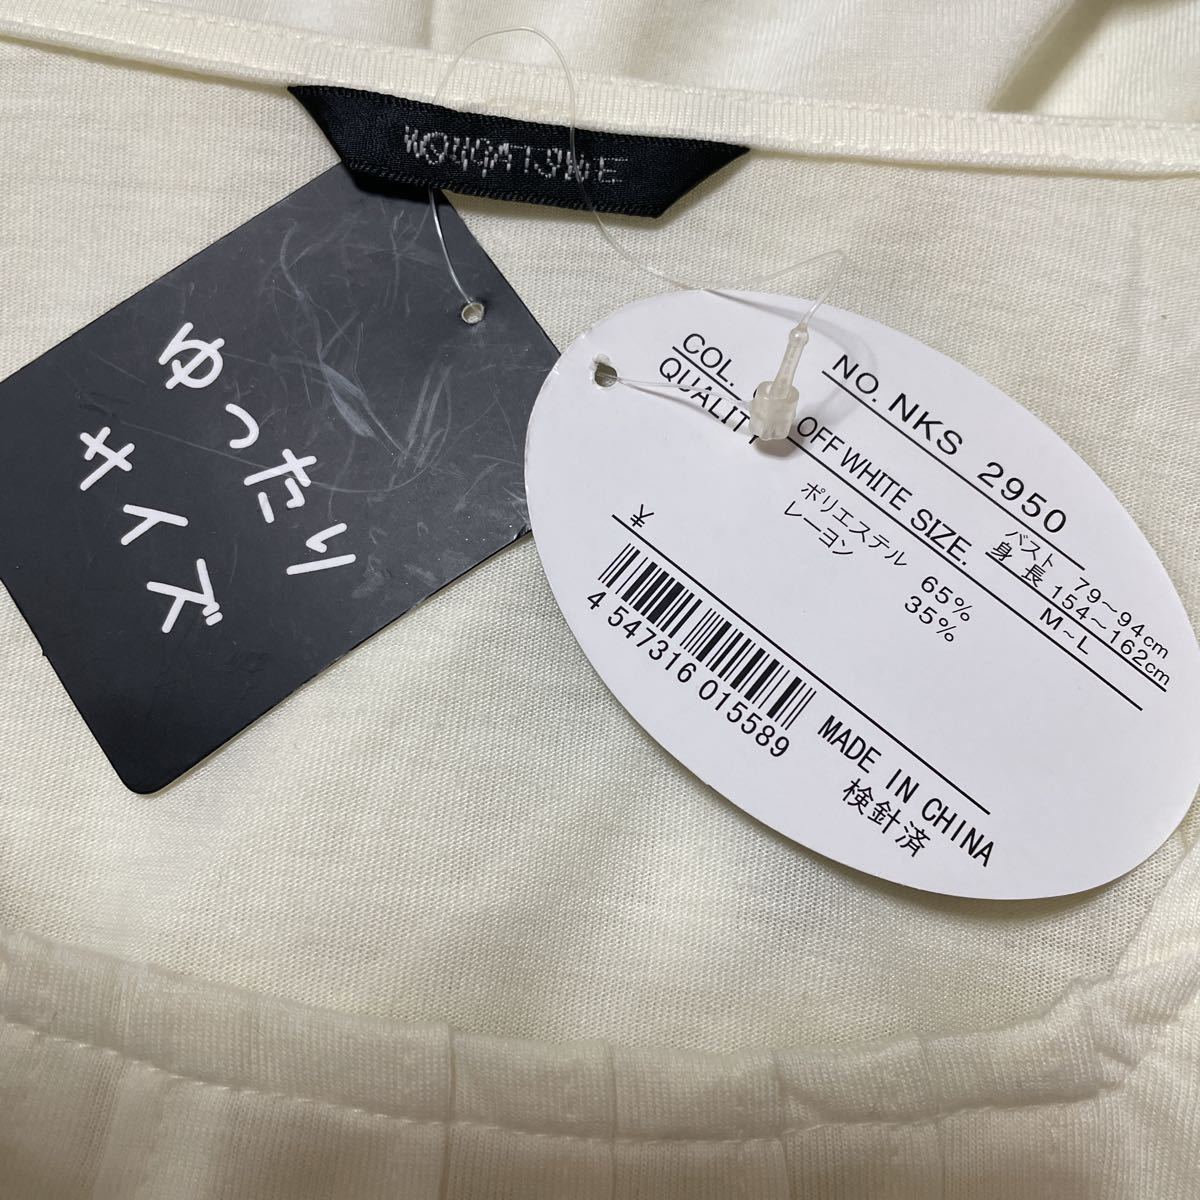 ゆったり
サイズ
NO. NKS 2950
COL. OFF WHITE SIZE. M~L
バスト 79~94cm
身長 154~162cm
QUALITY
ポリエステル 65%
レーヨン 35%
¥
4 547316 015589
MADE IN CHINA
検針済